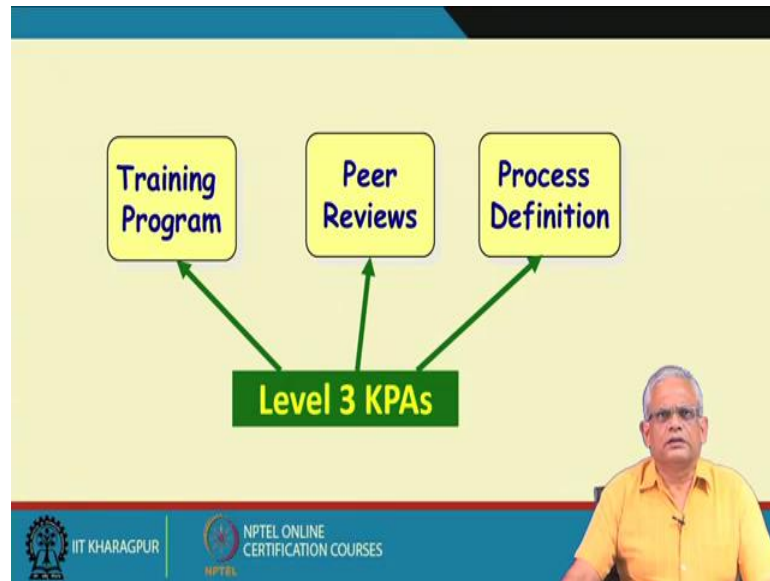 Training
Program
Peer
Reviews
Process
Definition
Level 3 KPAs
IIT KHARAGPUR
NPTEL
NPTEL ONLINE
CERTIFICATION COURSES